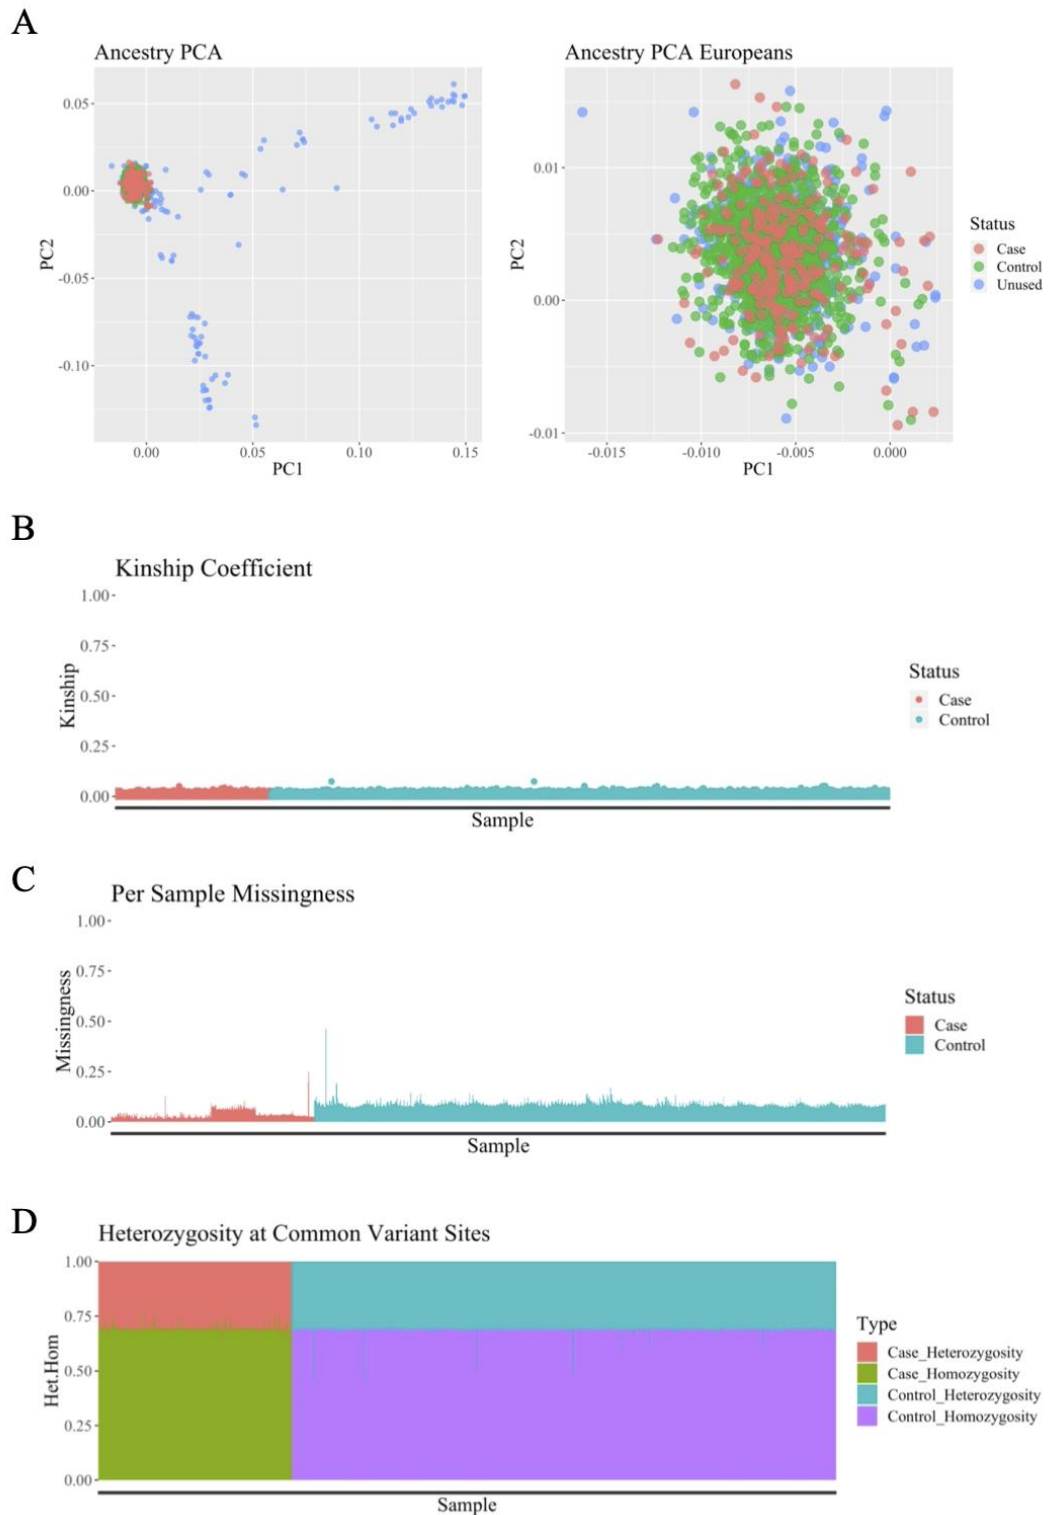 A
Ancestry PCA
0.05
0.00
-0.05
-0.10
PC2
0.00 0.05 0.10 0.15
PC1
Ancestry PCA Europeans
0.01
0.00
-0.01
PC2
-0.015 -0.010 -0.005 0.000
PC1
Status
Case
Control
Unused
B
Kinship Coefficient
1.00
0.75
0.50
0.25
0.00
Kinship
Sample
Status
Case
Control
C
Per Sample Missingness
1.00
0.75
0.50
0.25
0.00
Missingness
Sample
Status
Case
Control
D
Heterozygosity at Common Variant Sites
1.00
0.75
0.50
0.25
0.00
Het.Hom
Sample
Type
Case_Heterozygosity
Case_Homozygosity
Control_Heterozygosity
Control_Homozygosity